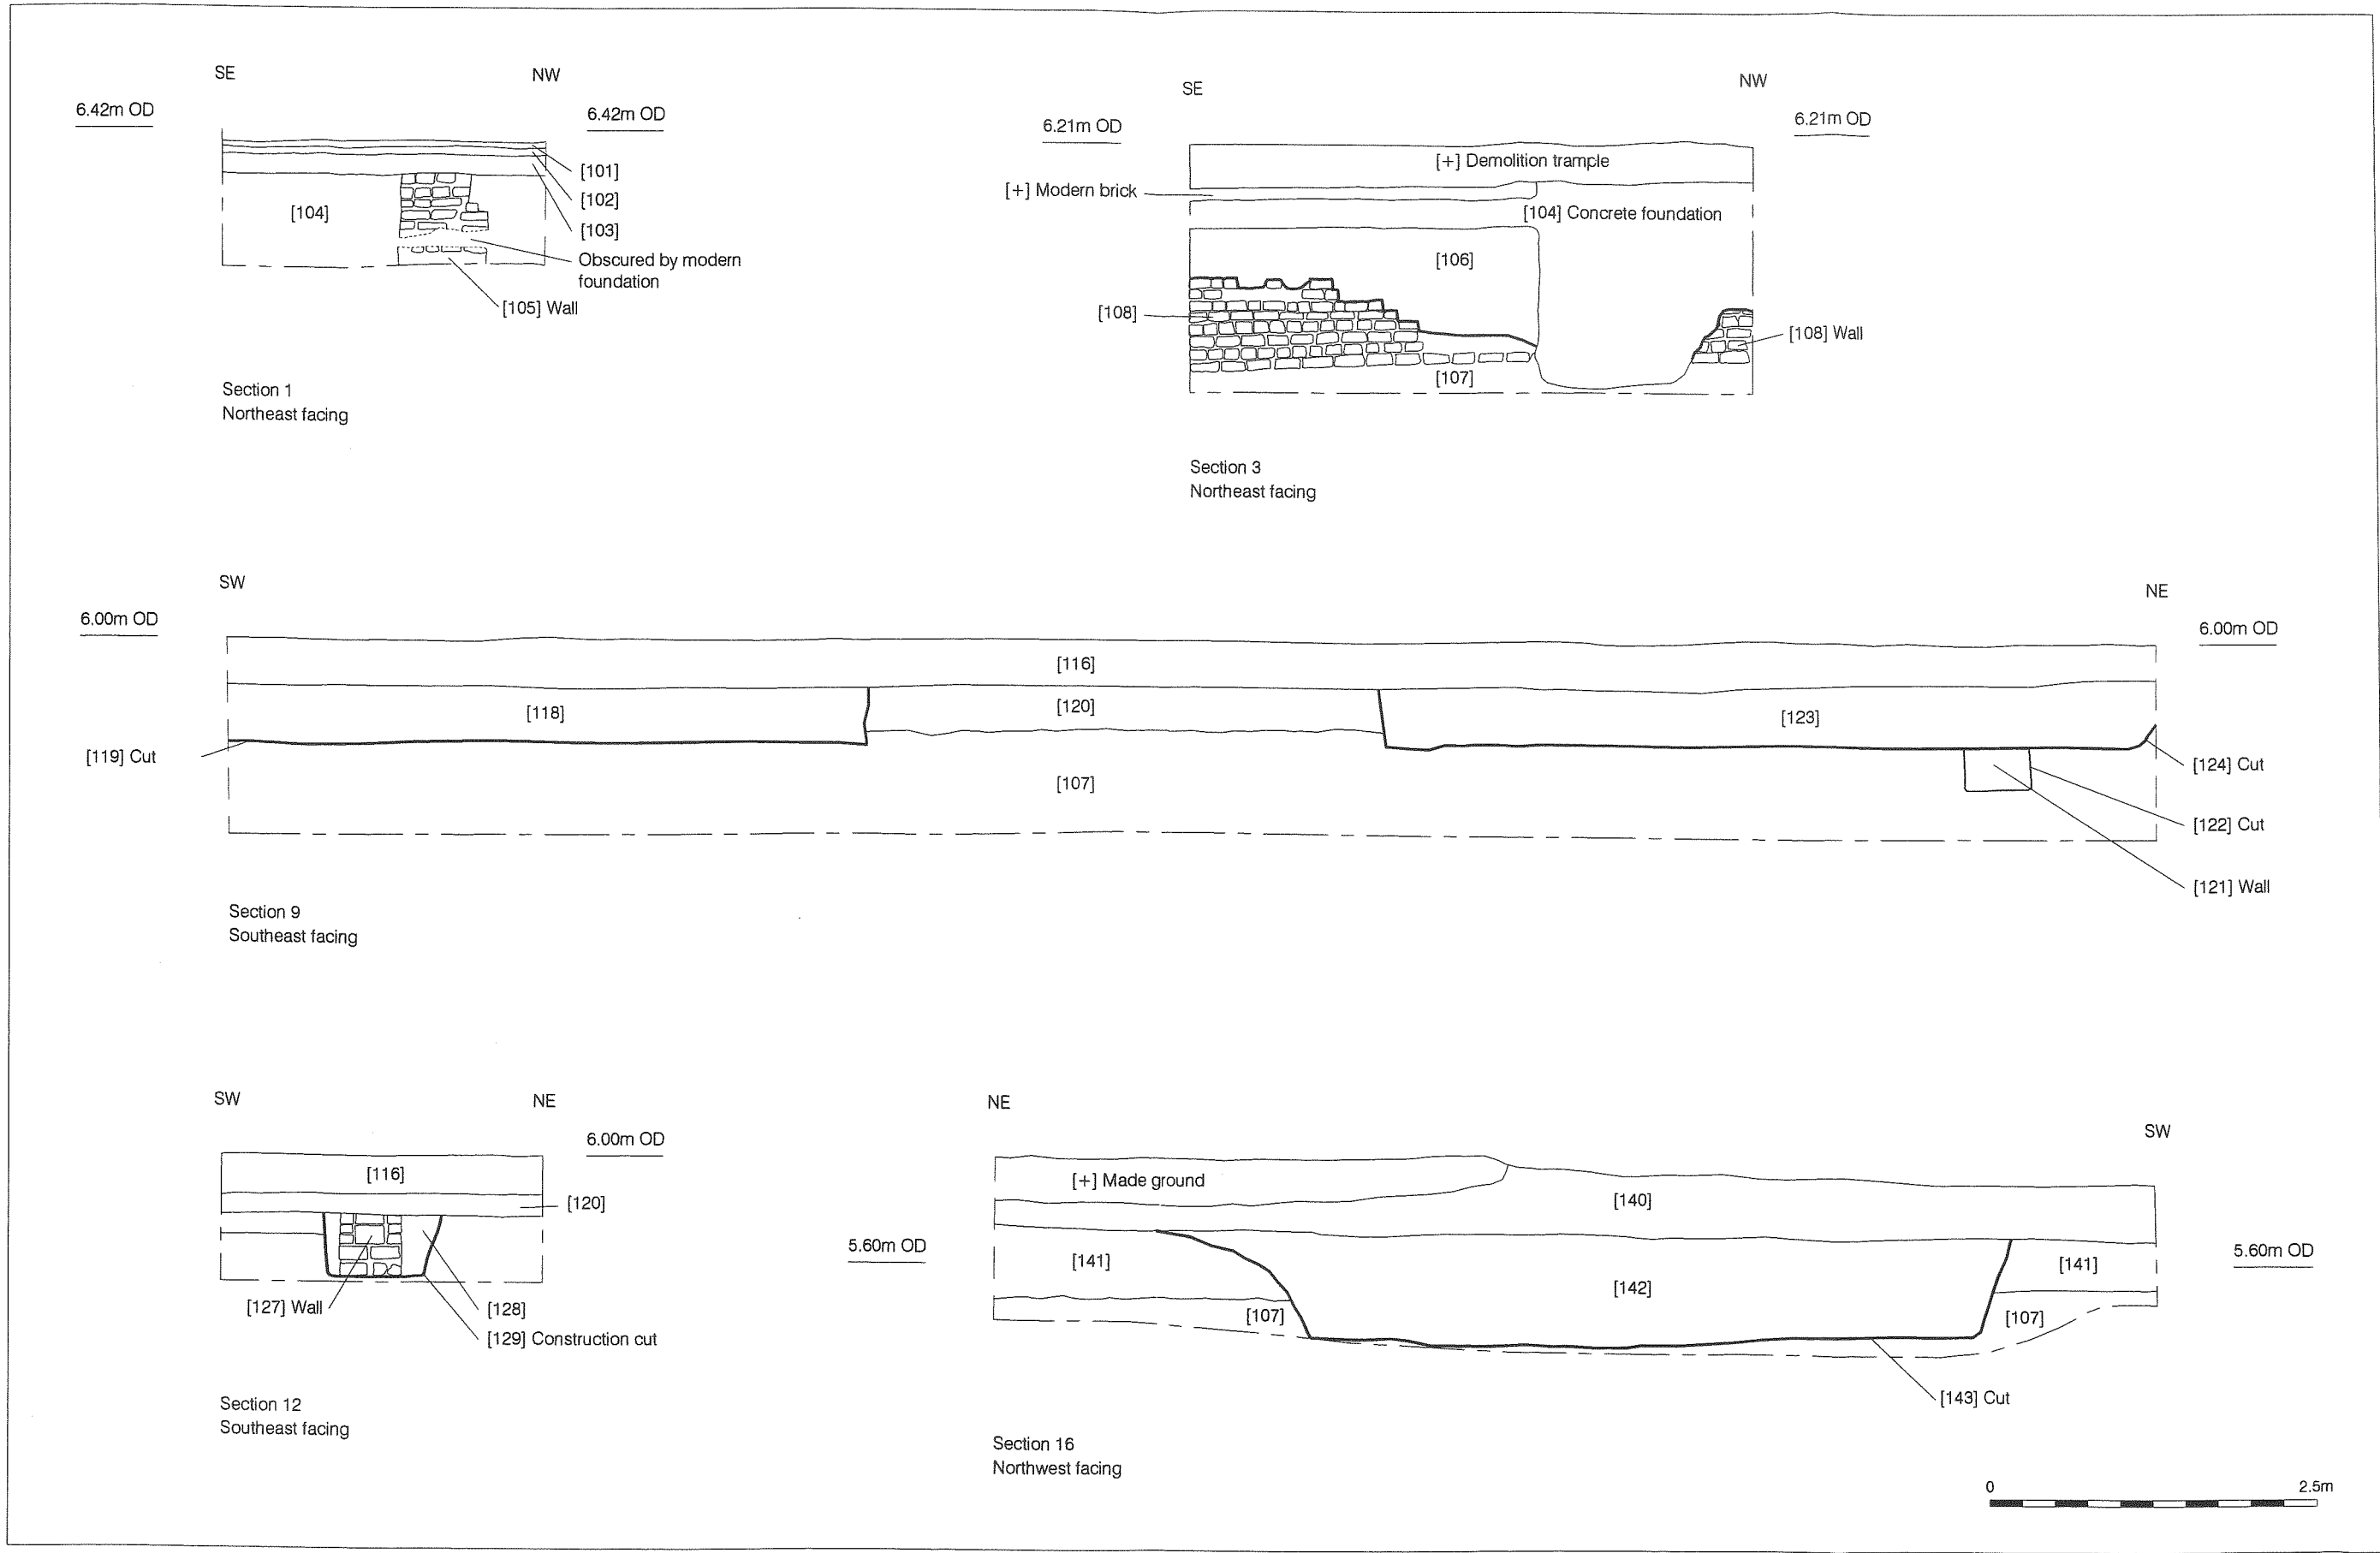 SE
NW
6.42m OD
6.42m OD
[101]
[102]
[103]
[104]
Obscured by modern
foundation
[105] Wall
Section 1
Northeast facing
SE
NW
6.21m OD
6.21m OD
[+] Demolition trample
[+] Modern brick
[104] Concrete foundation
[106]
[108]
[108] Wall
[107]
Section 3
Northeast facing
SW
NE
6.00m OD
6.00m OD
[116]
[118]
[120]
[123]
[119] Cut
[107]
[124] Cut
[122] Cut
[121] Wall
Section 9
Southeast facing
SW
NE
6.00m OD
[116]
[120]
[127] Wall
[128]
[129] Construction cut
Section 12
Southeast facing
NE
SW
[+] Made ground
[140]
5.60m OD
5.60m OD
[141]
[141]
[142]
[107]
[107]
[143] Cut
Section 16
Northwest facing
0
2.5m